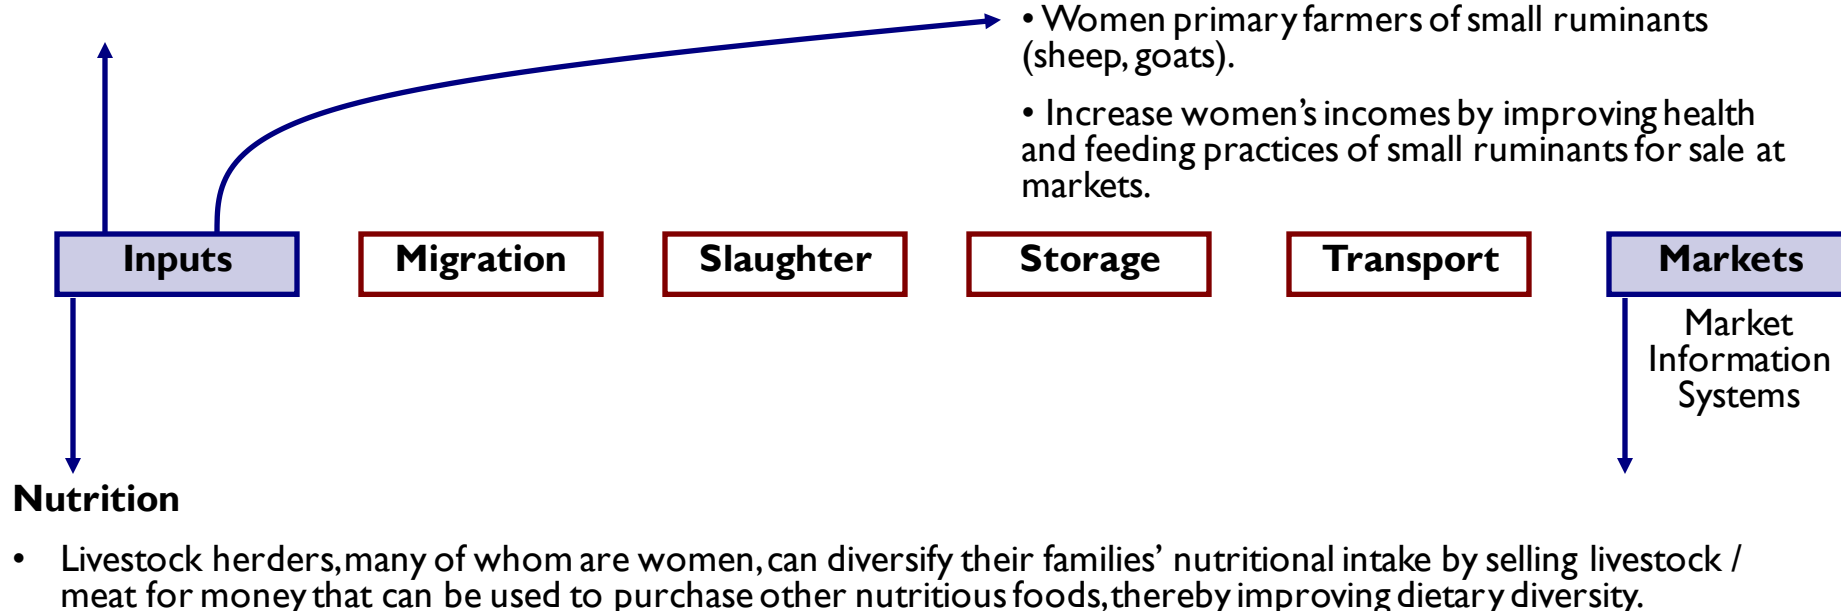 • Women primary farmers of small ruminants
(sheep, goats).
• Increase women’s incomes by improving health
and feeding practices of small ruminants for sale at
markets.
Inputs
Migration
Slaughter
Storage
Transport
Markets
Market
Information
Systems
Nutrition
• Livestock herders, many of whom are women, can diversify their families’ nutritional intake by selling livestock /
meat for money that can be used to purchase other nutritious foods, thereby improving dietary diversity.